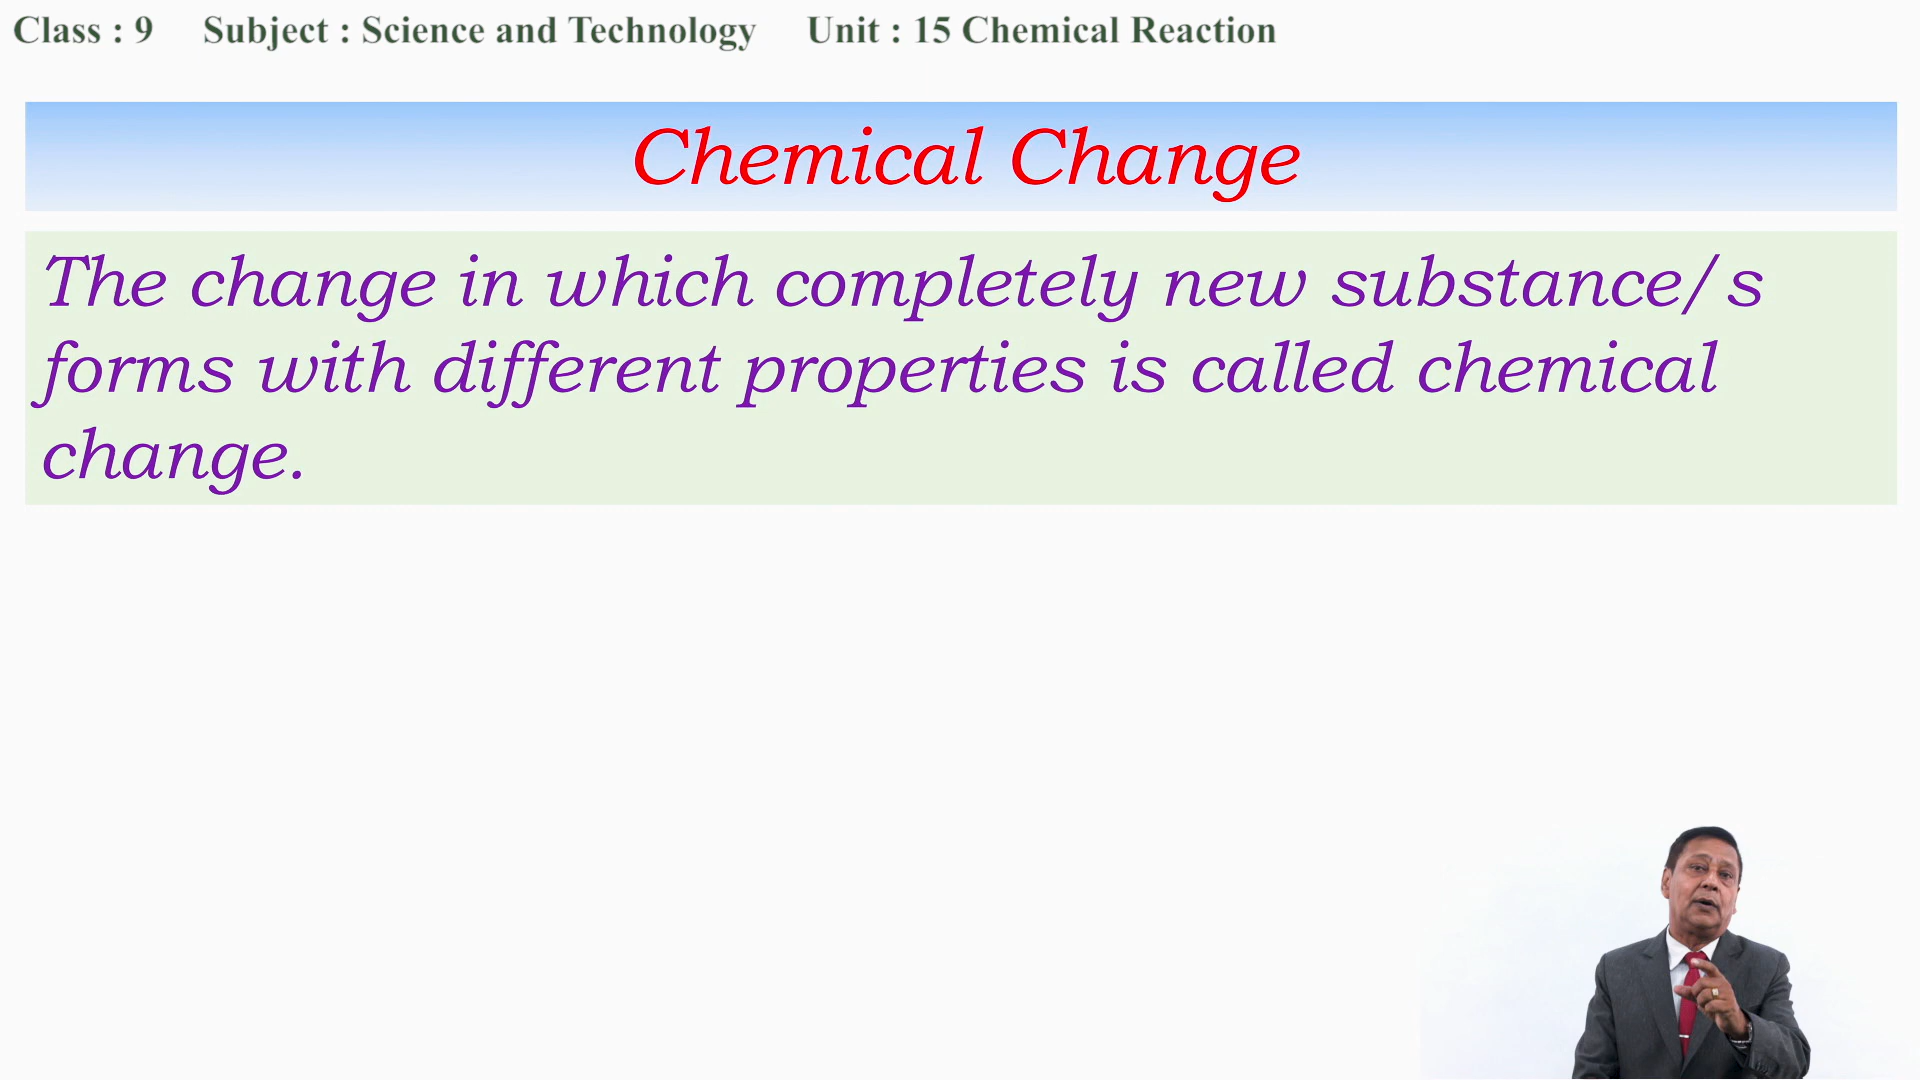 Class : 9 Subject : Science and Technology Unit : 15 Chemical Reaction
Chemical Change
The change in which completely new substance/s
forms with different properties is called chemical
change.